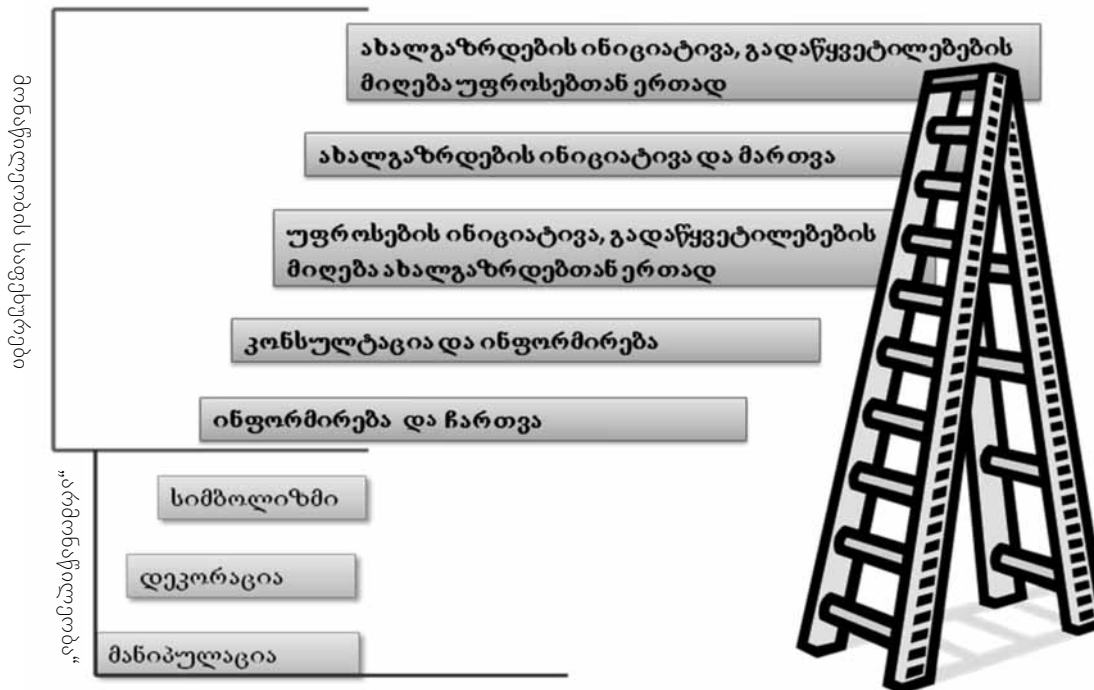 ახალგაზრდების ინიციატივა, გადაწყვეტილებების
მიღება უფროსებთან ერთად
ახალგაზრდების ინიციატივა და მართვა
უფროსების ინიციატივა, გადაწყვეტილებების
მიღება ახალგაზრდებთან ერთად
კონსულტაცია და ინფორმირება
ინფორმირება და ჩართვა
მონაწილეობის საფეხურები
სიმბოლიზმი
დეკორაცია
მანიპულაცია
"არმონაწილეობა"